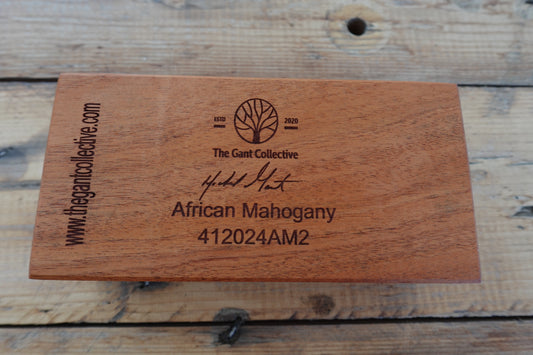 www.thegantcollective.com
ESTD 2020
The Gant Collective
African Mahogany
412024AM2